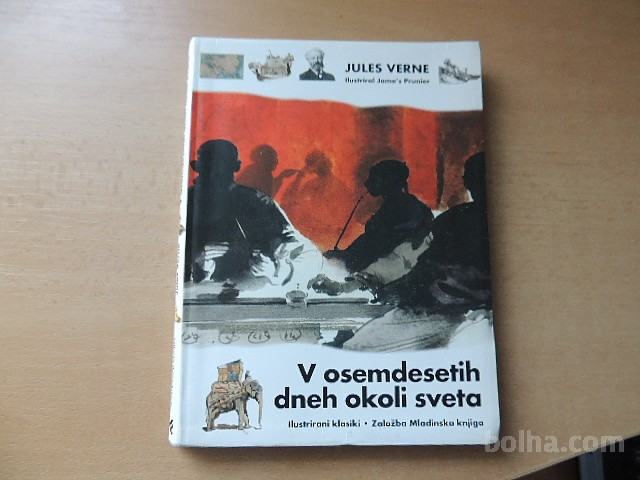 JULES VERNE
Ilustriral Jame's Prunier
V osemdesetih
dneh okoli sveta
Ilustrirani klasiki • Založba Mladinska knjiga
bolha.com